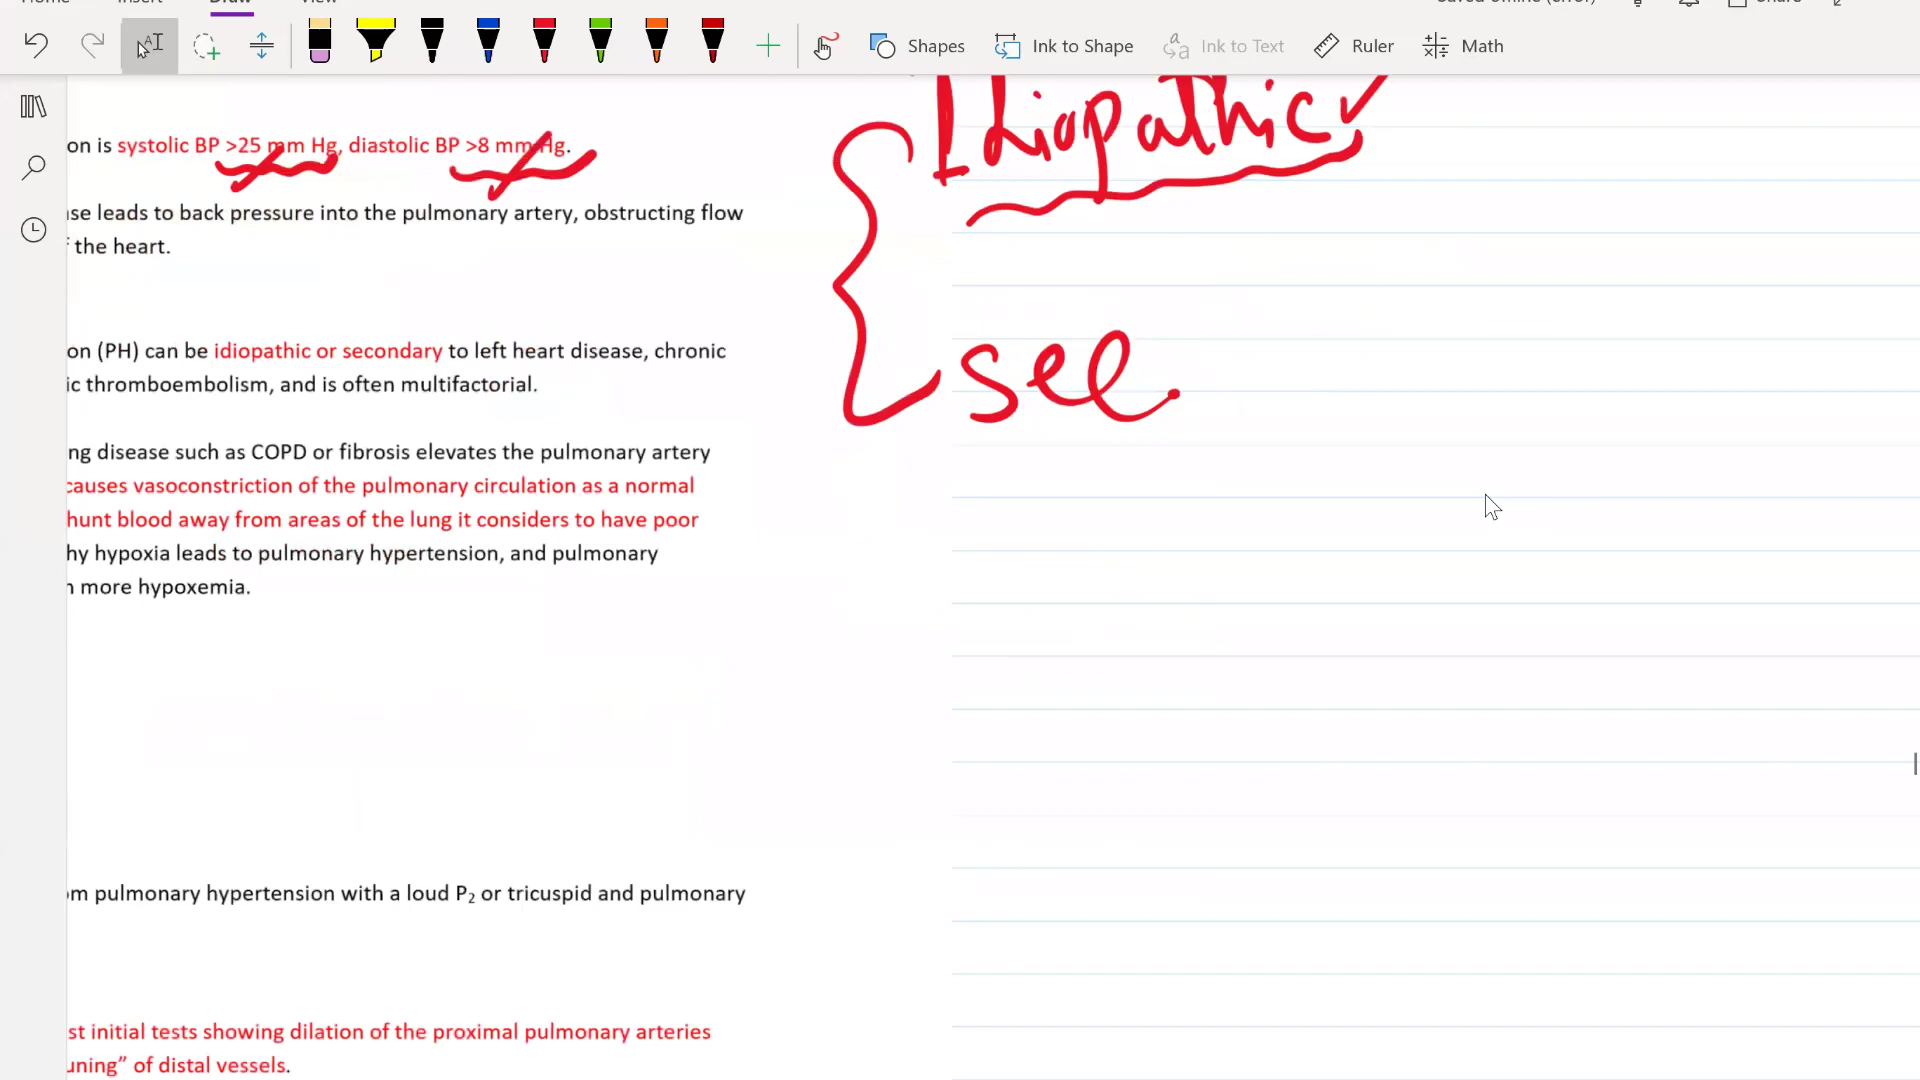 Draw
Shapes
Ink to Shape
Ink to Text
Ruler
Math
Idiopathic
on is systolic BP >25 mm Hg, diastolic BP >8 mm Hg.
leads to back pressure into the pulmonary artery, obstructing flow
the heart.
on (PH) can be idiopathic or secondary to left heart disease, chronic
ic thromboembolism, and is often multifactorial.
sec.
ng disease such as COPD or fibrosis elevates the pulmonary artery
causes vasoconstriction of the pulmonary circulation as a normal
hunt blood away from areas of the lung it considers to have poor
hy hypoxia leads to pulmonary hypertension, and pulmonary
more hypoxemia.
om pulmonary hypertension with a loud P₂ or tricuspid and pulmonary
st initial tests showing dilation of the proximal pulmonary arteries
uning” of distal vessels.